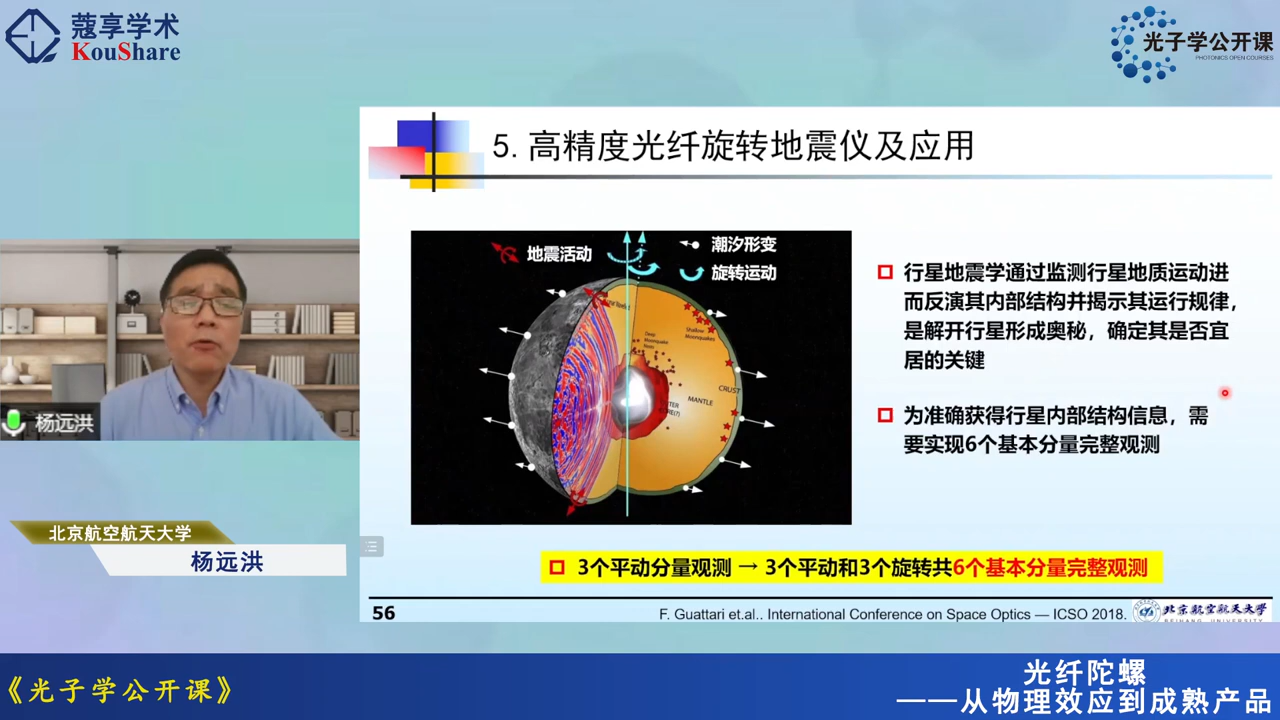 蔻享学术
KouShare
光子学公开课
PHOTONICS OPEN COURSES
5. 高精度光纤旋转地震仪及应用
地震活动
潮汐形变
旋转运动
Deep
Moonquake
Shallow
Moonquakes
CRUST
MANTLE
行星地震学通过监测行星地质运动进
而反演其内部结构并揭示其运行规律，
是解开行星形成奥秘，确定其是否宜
居的关键
为准确获得行星内部结构信息，需
要实现6个基本分量完整观测
3个平动分量观测 → 3个平动和3个旋转共6个基本分量完整观测
56
F. Guattari et.al.. International Conference on Space Optics — ICSO 2018.
北京航空航天大学
BEIHANG UNIVERSITY
杨远洪
北京航空航天大学
杨远洪
《光子学公开课》
光纤陀螺
——从物理效应到成熟产品